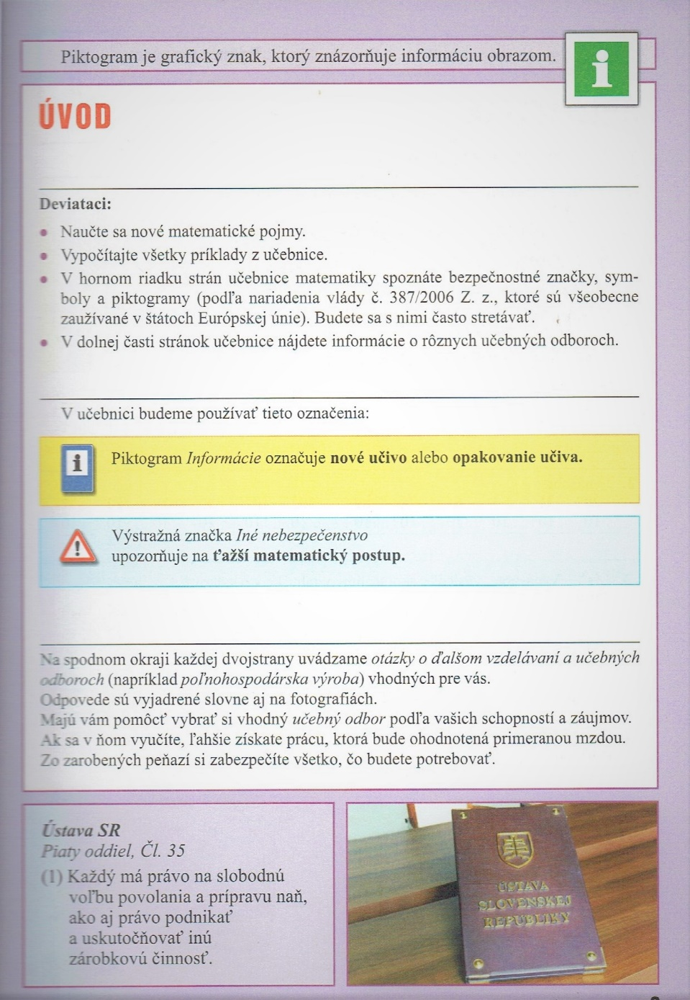 Piktogram je grafický znak, ktorý znázorňuje informáciu obrazom.
i
ÚVOD
Deviataci:
• Naučte sa nové matematické pojmy.
• Vypočítajte všetky príklady z učebnice.
• V hornom riadku strán učebnice matematiky spoznáte bezpečnostné značky, sym-
boly a piktogramy (podľa nariadenia vlády č. 387/2006 Z. z., ktoré sú všeobecne
zaužívané v štátoch Európskej únie). Budete sa s nimi často stretávať.
• V dolnej časti stránok učebnice nájdete informácie o rôznych učebných odboroch.
V učebnici budeme používať tieto označenia:
i
Piktogram Informácie označuje nové učivo alebo opakovanie učiva.
!
Výstražná značka Iné nebezpečenstvo
upozorňuje na ťažší matematický postup.
Na spodnom okraji každej dvojstrany uvádzame otázky o ďalšom vzdelávaní a učebných
odboroch (napríklad poľnohospodárska výroba) vhodných pre vás.
Odpovede sú vyjadrené slovne aj na fotografiách.
Majú vám pomôcť vybrať si vhodný učebný odbor podľa vašich schopností a záujmov.
Ak sa v ňom vyučíte, ľahšie získate prácu, ktorá bude ohodnotená primeranou mzdou.
Zo zarobených peňazí si zabezpečíte všetko, čo budete potrebovať.
Ústava SR
Piaty oddiel, Čl. 35
(1) Každý má právo na slobodnú
voľbu povolania a prípravu naň,
ako aj právo podnikať
a uskutočňovať inú
zárobkovú činnosť.
ÚSTAVA
SLOVENSKEJ
REPUBLIKY